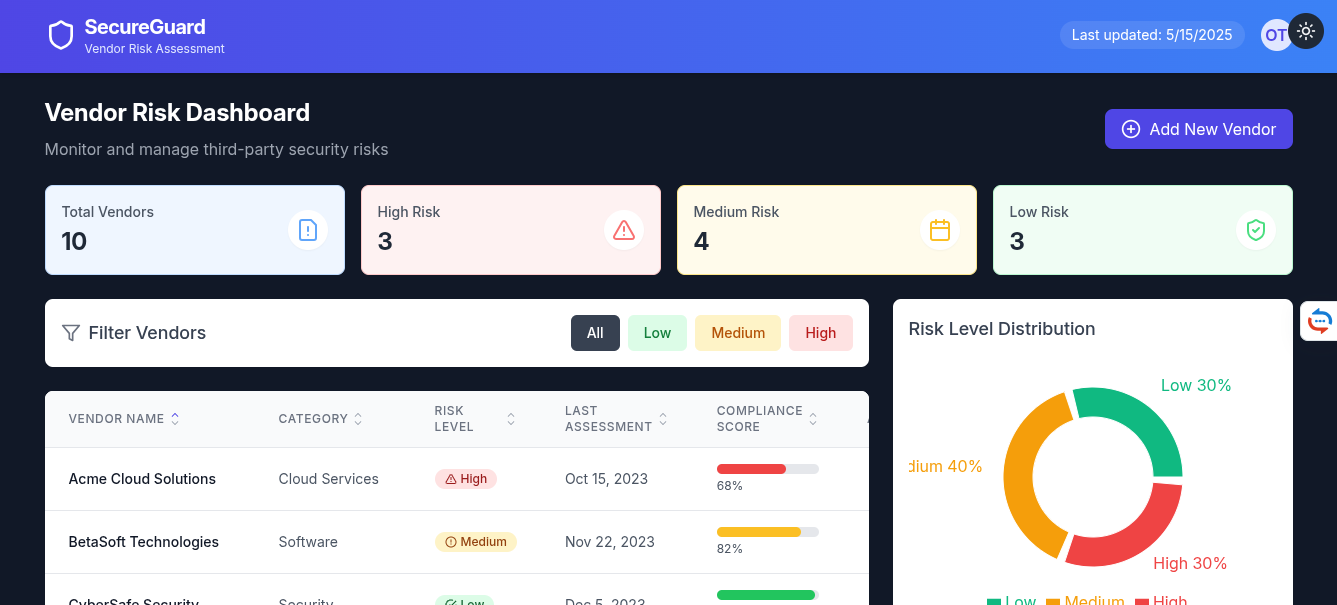 SecureGuard
Vendor Risk Assessment
Last updated: 5/15/2025
OT
Vendor Risk Dashboard
Monitor and manage third-party security risks
Add New Vendor
Total Vendors
10
High Risk
3
Medium Risk
4
Low Risk
3
Filter Vendors
All
Low
Medium
High
Risk Level Distribution
VENDOR NAME
CATEGORY
RISK
LEVEL
LAST
ASSESSMENT
COMPLIANCE
SCORE
Acme Cloud Solutions
Cloud Services
High
Oct 15, 2023
68%
BetaSoft Technologies
Software
Medium
Nov 22, 2023
82%
CyberSafe Security
Security
Low
Dec 5, 2023
Low 30%
dium 40%
High 30%
Low
Medium
High